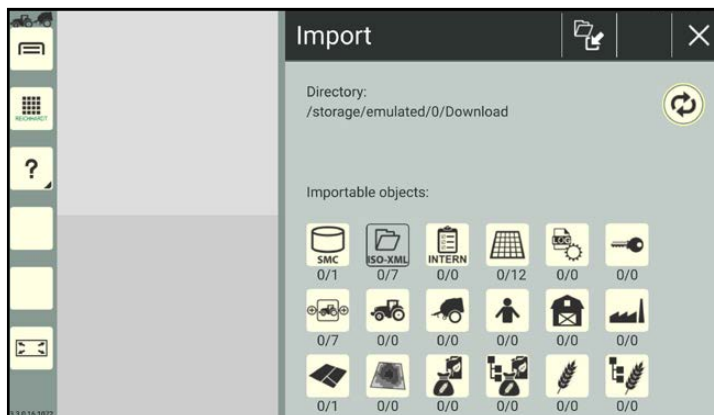 Import
Directory:
/storage/emulated/0/Download
REICHHARDT
?
Importable objects:
SMC
ISO-XML
INTERN
LOG
0/1
0/7
0/0
0/12
0/0
0/0
0/7
0/0
0/0
0/0
0/0
0/0
0/1
0/0
0/0
0/0
0/0
0/0